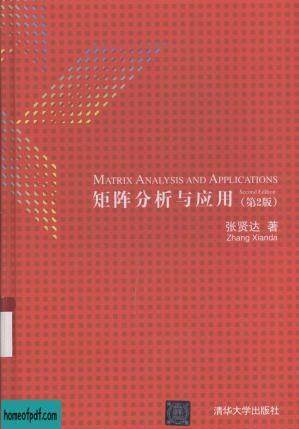 MATRIX ANALYSIS AND APPLICATIONS
Second Edition
矩阵分析与应用(第2版)
张贤达 著
Zhang Xianda
清华大学出版社
homeofpdf.com